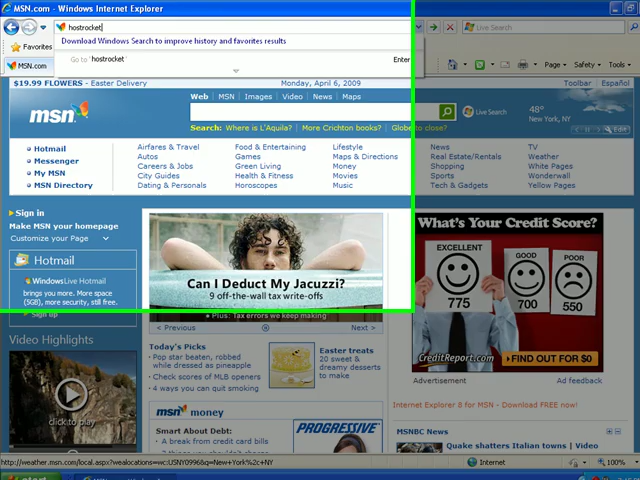 MSN.com - Windows Internet Explorer
hostrocket
Live Search
Download Windows Search to improve history and favorites results
Favorites
Go to 'hostrocket'
Enter
MSN.com
Page
Safety
Tools
$19.99 FLOWERS - Easter Delivery
Monday, April 6, 2009
Toolbar
Español
Web
MSN
Images
Video
News
Maps
msn
Live Search
48°
New York, NY
Edit
Search: Where is L'Aquila? | More Crichton books? | Globe to close?
Hotmail
Messenger
My MSN
MSN Directory
Airfares & Travel
Autos
Careers & Jobs
City Guides
Dating & Personals
Food & Entertaining
Games
Green Living
Health & Fitness
Horoscopes
Lifestyle
Maps & Directions
Money
Movies
Music
News
Real Estate/Rentals
Shopping
Sports
Tech & Gadgets
TV
Weather
White Pages
Wonderwall
Yellow Pages
Sign in
Make MSN your homepage
Customize your Page
Hotmail
Windows Live Hotmail
brings you more. More space
(5GB), more security, still free.
Sign up
Can I Deduct My Jacuzzi?
9 off-the-wall tax write-offs
Plus: Tax errors we keep making
< Previous
Next >
What's Your Credit Score?
EXCELLENT
775
GOOD
700
POOR
550
CreditReport.com
FIND OUT FOR $0
Advertisement
Ad feedback
Video Highlights
click to play
Today's Picks
Pop star beaten, robbed
while dressed as pineapple
Check scores of MLB openers
4 ways you can quit smoking
Easter treats
20 sweet &
dreamy desserts
to make
Internet Explorer 8 for MSN - Download FREE now!
msn money
Smart About Debt:
A break from credit card bills
PROGRESSIVE
MSNBC News
Quake shatters Italian towns | Video
http://weather.msn.com/local.aspx?wealocations=wc:USNY0996&q=New+York%2c+NY
Internet
100%
start